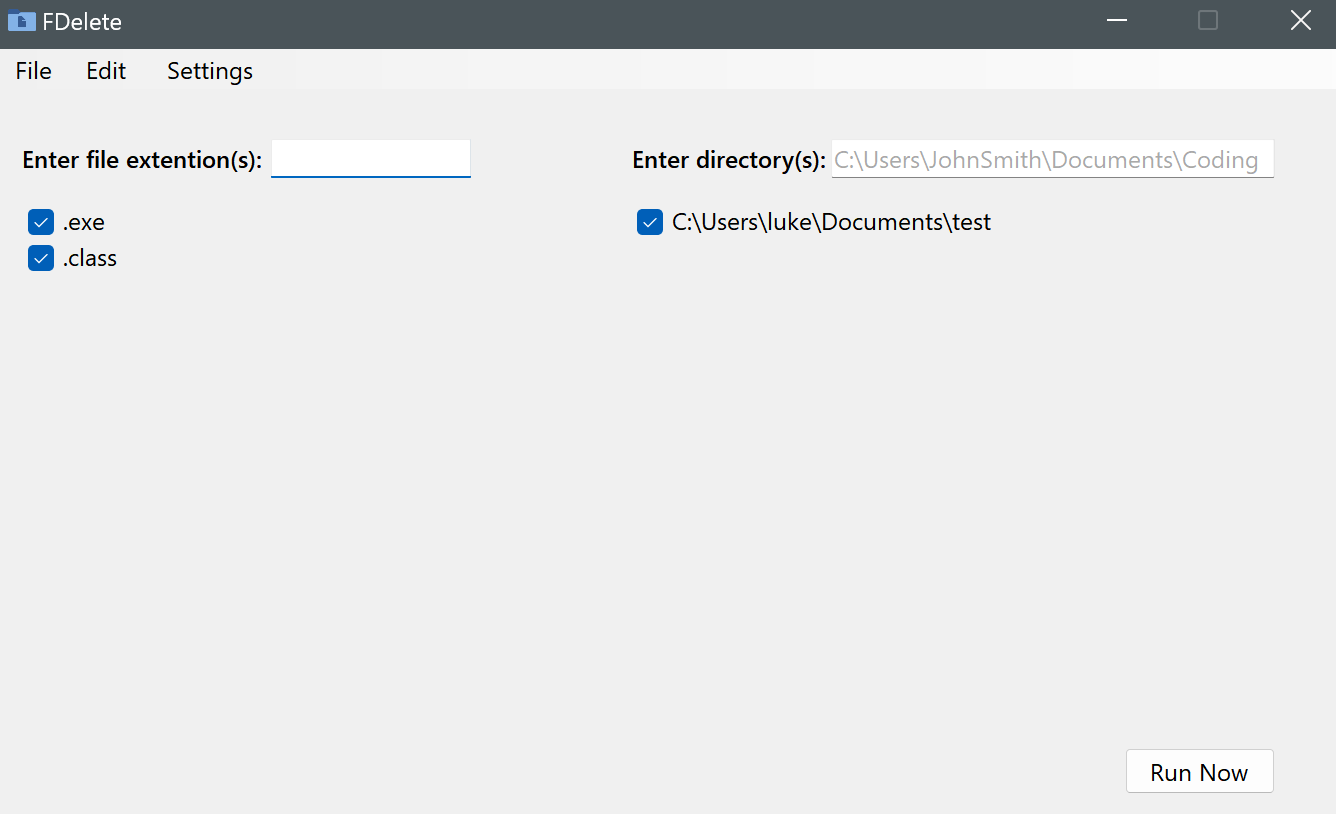 FDelete
File Edit Settings
Enter file extention(s):
.exe
.class
Enter directory(s): C:\Users\JohnSmith\Documents\Coding
C:\Users\luke\Documents\test
Run Now